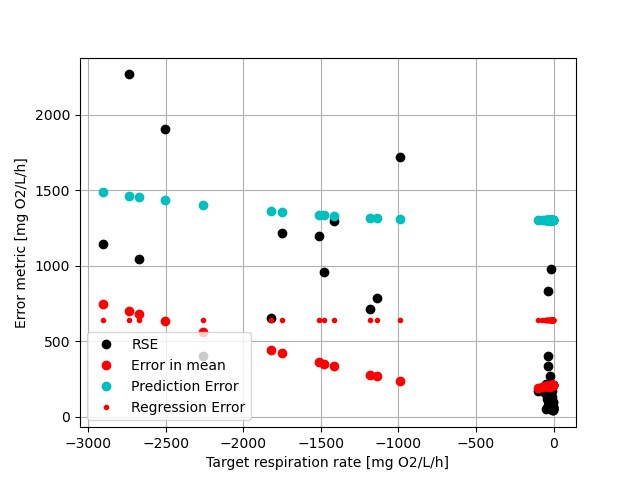 2000
1500
1000
500
0
Error metric [mg O2/L/h]
RSE
Error in mean
Prediction Error
Regression Error
−3000 −2500 −2000 −1500 −1000 −500 0
Target respiration rate [mg O2/L/h]